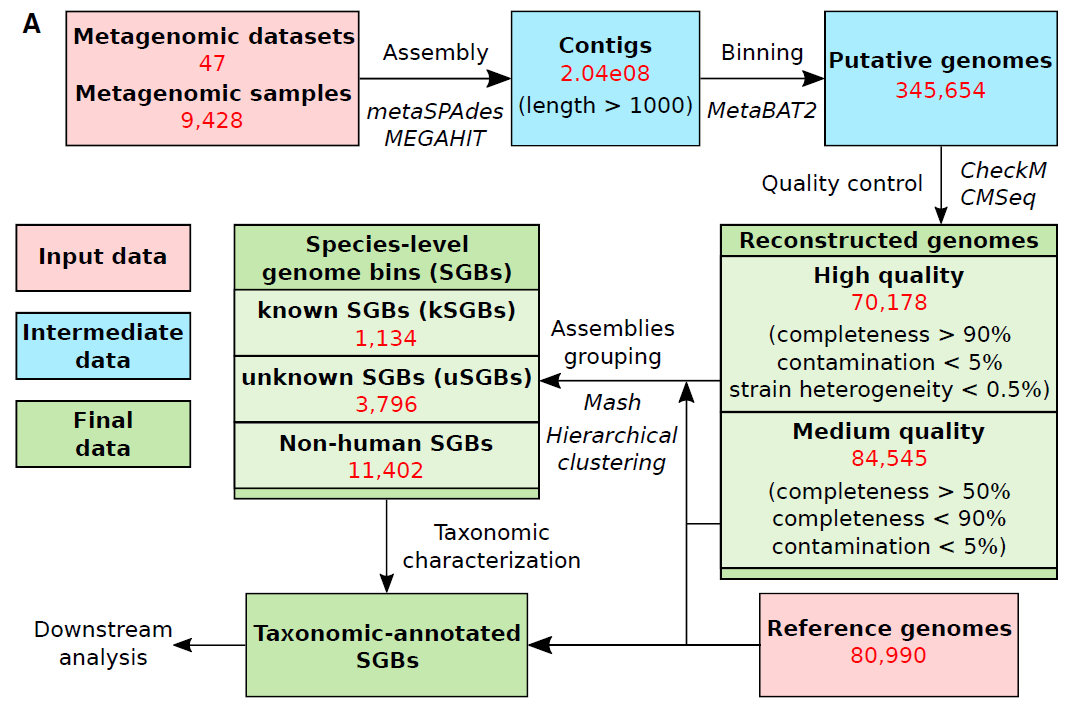 A
Metagenomic datasets
47
Metagenomic samples
9,428
Assembly
metaSPAdes
MEGAHIT
Contigs
2.04e08
(length > 1000)
Binning
MetaBAT2
Putative genomes
345,654
Quality control
CheckM
CMSeq
Input data
Intermediate
data
Final
data
Species-level
genome bins (SGBs)
known SGBs (kSGBs)
1,134
unknown SGBs (uSGBs)
3,796
Non-human SGBs
11,402
Assemblies
grouping
Mash
Hierarchical
clustering
Reconstructed genomes
High quality
70,178
(completeness > 90%
contamination < 5%
strain heterogeneity < 0.5%)
Medium quality
84,545
(completeness > 50%
completeness < 90%
contamination < 5%)
Taxonomic
characterization
Downstream
analysis
Taxonomic-annotated
SGBs
Reference genomes
80,990